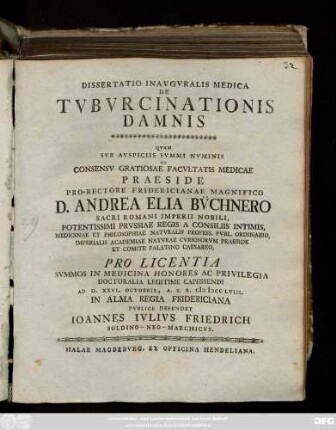 32
DISSERTATIO INAVGVRALIS MEDICA
DE
TVBVRCINATIONIS
DAMNIS
QVAM
SVB AVSPICIIS SVMMI NVMINIS
ET
CONSENSV GRATIOSAE FACVLTATIS MEDICAE
PRAESIDE
PRO-RECTORE FRIDERICIANAE MAGNIFICO
D. ANDREA ELIA BÜCHNERO
SACRI ROMANI IMPERII NOBILI,
POTENTISSIMI PRVSSIAE REGIS A CONSILIIS INTIMIS,
MEDICINAE ET PHILOSOPHIAE NATVRALIS PROFESS. PVBL. ORDINARIO,
IMPERIALIS ACADEMIAE NATVRAE CVRIOSORVM PRAESIDE
ET COMITE PALATINO CAESAREO,
PRO LICENTIA
SVMMOS IN MEDICINA HONORES AC PRIVILEGIA
DOCTORALIA LEGITIME CAPESSENDI
AD D. XXVI. OCTOBRIS, A. R. S. cIↃ IↃcc LVIII.
IN ALMA REGIA FRIDERICIANA
PVBLICE DEFENDET
IOANNES IVLIVS FRIEDRICH
SOLDINO-NEO-MARCHICVS.
HALAE MAGDEBVRG. EX OFFICINA HENDELIANA.